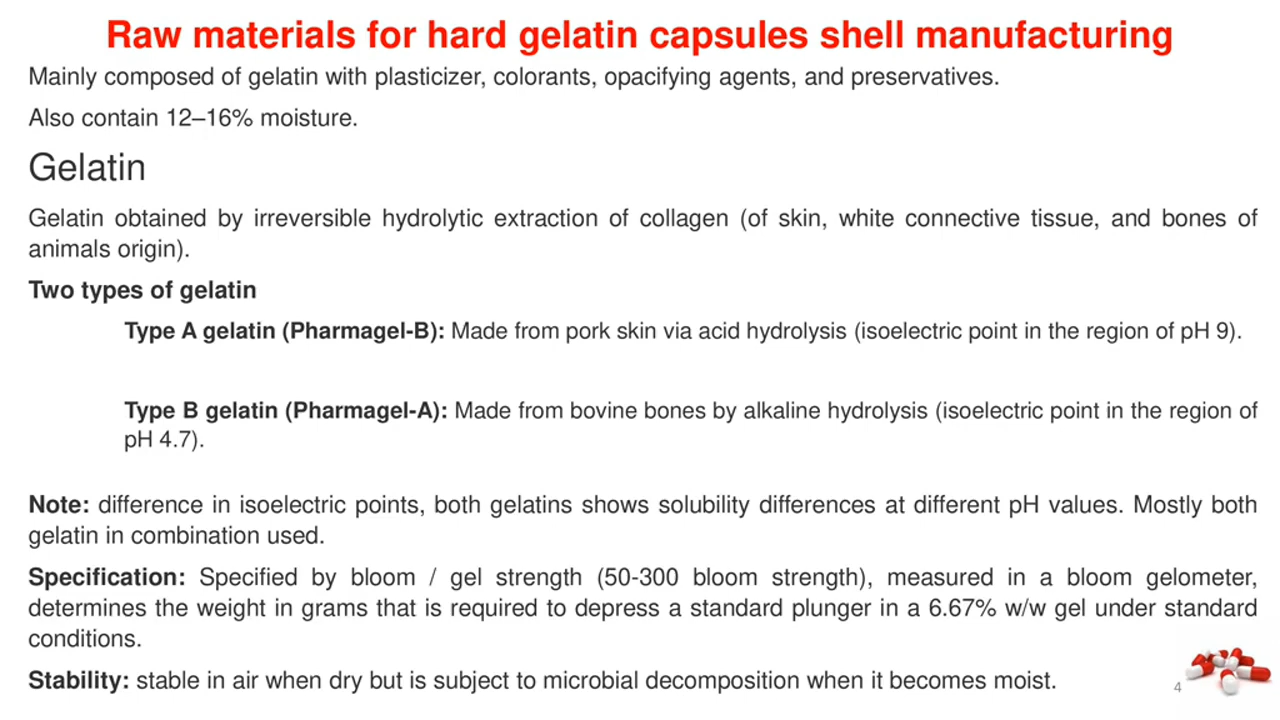 Raw materials for hard gelatin capsules shell manufacturing
Mainly composed of gelatin with plasticizer, colorants, opacifying agents, and preservatives.
Also contain 12–16% moisture.
Gelatin
Gelatin obtained by irreversible hydrolytic extraction of collagen (of skin, white connective tissue, and bones of
animals origin).
Two types of gelatin
Type A gelatin (Pharmagel-B): Made from pork skin via acid hydrolysis (isoelectric point in the region of pH 9).
Type B gelatin (Pharmagel-A): Made from bovine bones by alkaline hydrolysis (isoelectric point in the region of
pH 4.7).
Note: difference in isoelectric points, both gelatins shows solubility differences at different pH values. Mostly both
gelatin in combination used.
Specification: Specified by bloom / gel strength (50-300 bloom strength), measured in a bloom gelometer,
determines the weight in grams that is required to depress a standard plunger in a 6.67% w/w gel under standard
conditions.
Stability: stable in air when dry but is subject to microbial decomposition when it becomes moist.
4